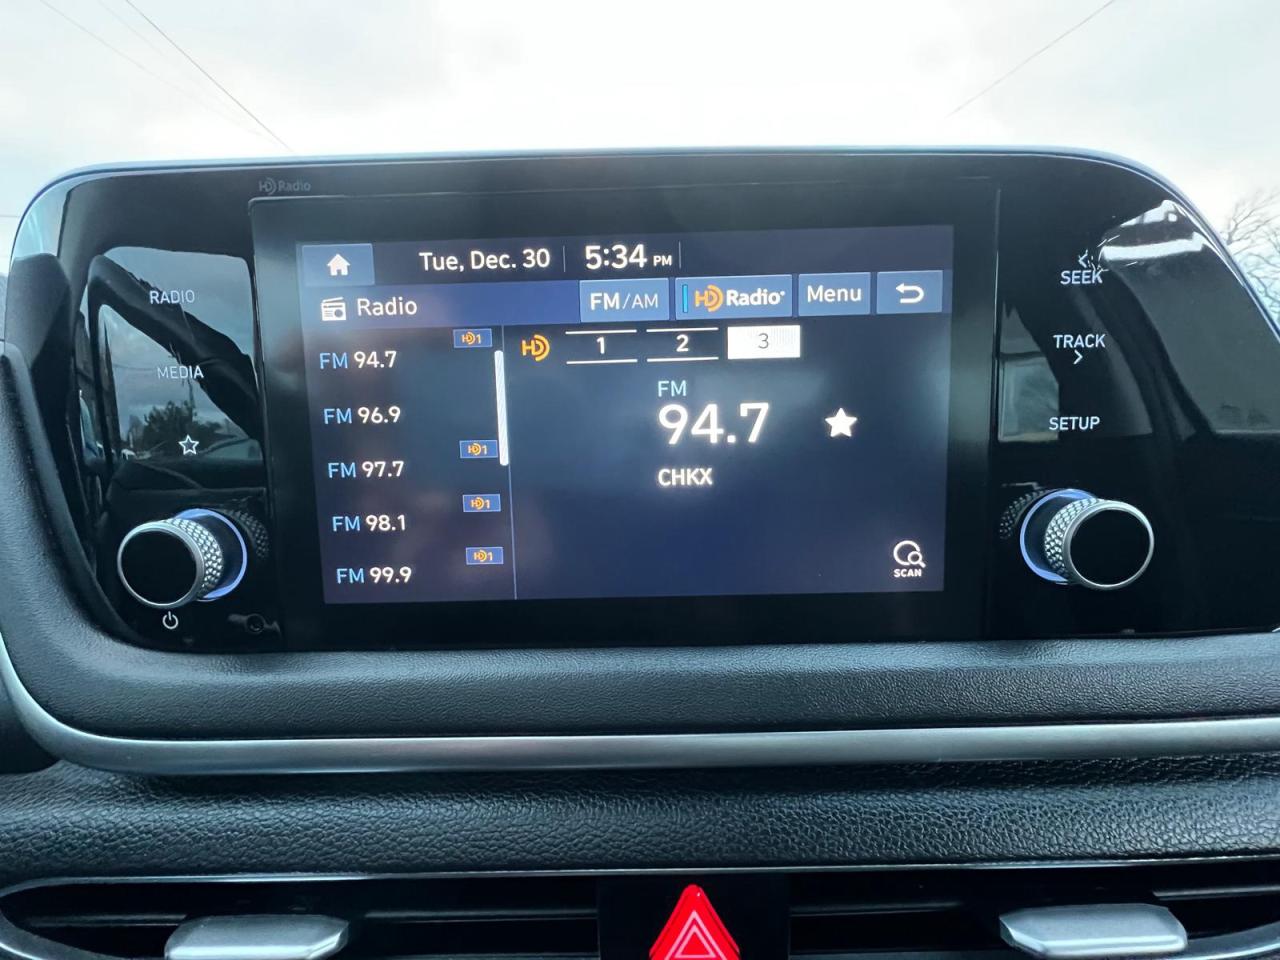 HD Radio
RADIO
MEDIA
Tue, Dec. 30
5:34 PM
Radio
FM/AM
HD Radio
Menu
HD1
FM 94.7
FM 96.9
HD1
FM 97.7
HD1
FM 98.1
HD1
FM 99.9
HD 1 2 3
FM
94.7
CHKX
SCAN
SEEK
TRACK
SETUP